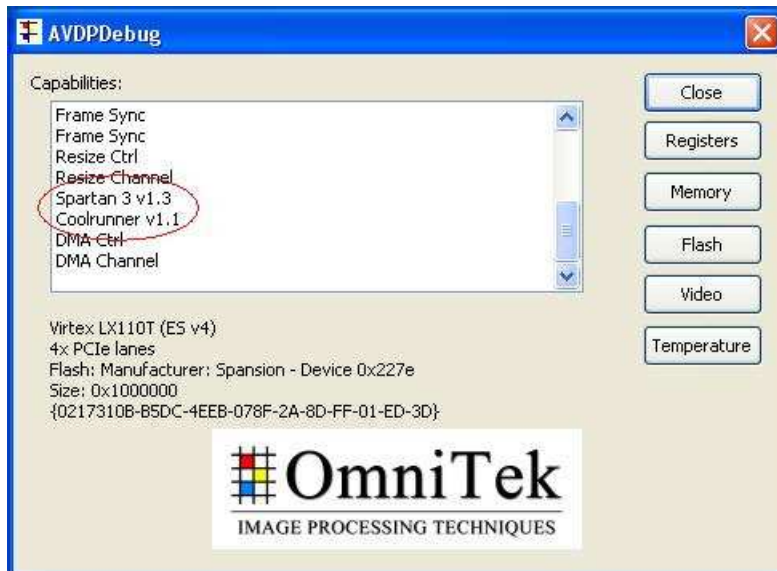 AVDPDebug
Capabilities:
Frame Sync
Frame Sync
Resize Ctrl
Resize Channel
Spartan 3 v1.3
Coolrunner v1.1
DMA Ctrl
DMA Channel
Close
Registers
Memory
Flash
Video
Temperature
Virtex LX110T (ES v4)
4x PCIe lanes
Flash: Manufacturer: Spansion - Device 0x227e
Size: 0x1000000
{0217310B-B5DC-4EEB-078F-2A-8D-FF-01-ED-3D}
OmniTek
IMAGE PROCESSING TECHNIQUES